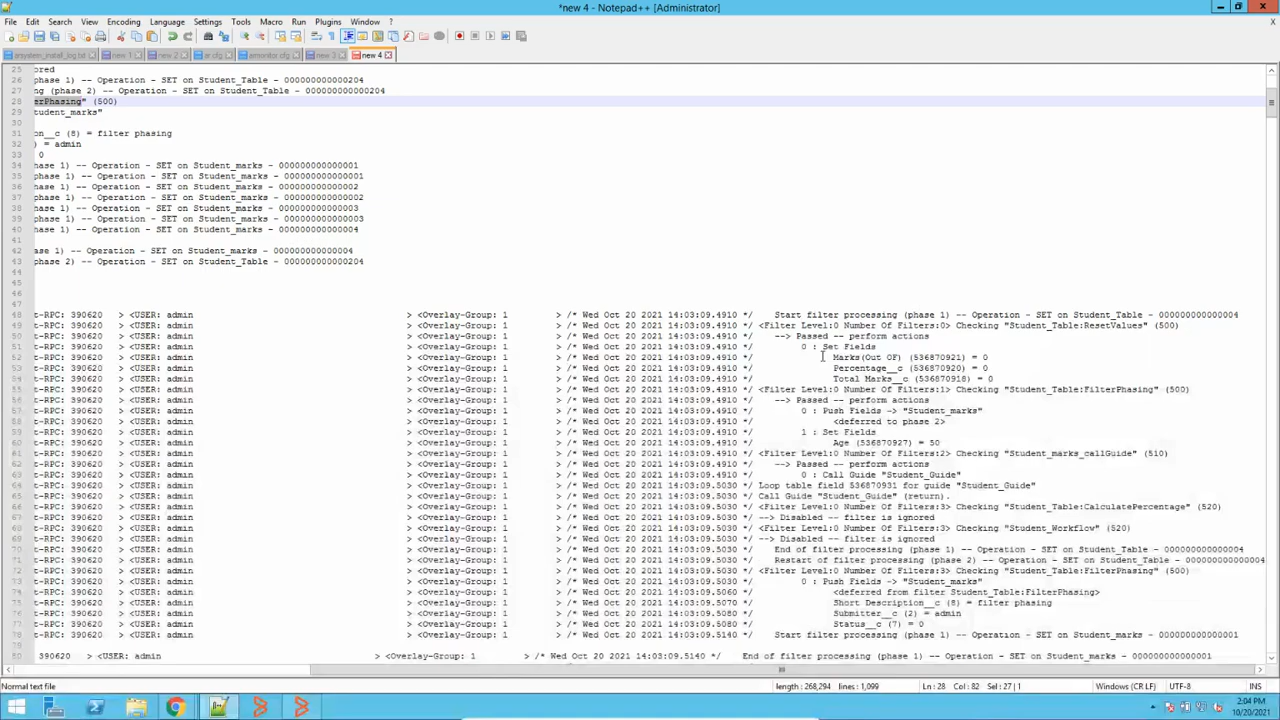 *new 4 - Notepad++ [Administrator]
File Edit Search View Encoding Language Settings Tools Macro Run Plugins Window ?
arsystem_install_log.txt new 1 new 2 ar.cfg armonitor.cfg new 3 new 4
25 ored
26 phase 1) -- Operation - SET on Student_Table - 000000000000204
27 ng (phase 2) -- Operation - SET on Student_Table - 000000000000204
28 erPhasing" (500)
29 tudent_marks"
30
31 on__c (8) = filter phasing
32 ) = admin
33 0
34 hase 1) -- Operation - SET on Student_marks - 000000000000001
35 phase 1) -- Operation - SET on Student_marks - 000000000000001
36 phase 1) -- Operation - SET on Student_marks - 000000000000002
37 phase 1) -- Operation - SET on Student_marks - 000000000000002
38 phase 1) -- Operation - SET on Student_marks - 000000000000003
39 phase 1) -- Operation - SET on Student_marks - 000000000000003
40 phase 1) -- Operation - SET on Student_marks - 000000000000004
41
42 ase 1) -- Operation - SET on Student_marks - 000000000000004
43 phase 2) -- Operation - SET on Student_Table - 000000000000204
44
45
46
47
48 t-RPC: 390620 > <USER: admin > <Overlay-Group: 1 > /* Wed Oct 20 2021 14:03:09.4910 */ Start filter processing (phase 1) -- Operation - SET on Student_Table - 000000000000004
49 t-RPC: 390620 > <USER: admin > <Overlay-Group: 1 > /* Wed Oct 20 2021 14:03:09.4910 */ <Filter Level:0 Number Of Filters:0> Checking "Student_Table:ResetValues" (500)
50 t-RPC: 390620 > <USER: admin > <Overlay-Group: 1 > /* Wed Oct 20 2021 14:03:09.4910 */ --> Passed -- perform actions
51 t-RPC: 390620 > <USER: admin > <Overlay-Group: 1 > /* Wed Oct 20 2021 14:03:09.4910 */ 0 : Set Fields
52 t-RPC: 390620 > <USER: admin > <Overlay-Group: 1 > /* Wed Oct 20 2021 14:03:09.4910 */ Marks(Out OF) (536870921) = 0
53 t-RPC: 390620 > <USER: admin > <Overlay-Group: 1 > /* Wed Oct 20 2021 14:03:09.4910 */ Percentage__c (536870920) = 0
54 t-RPC: 390620 > <USER: admin > <Overlay-Group: 1 > /* Wed Oct 20 2021 14:03:09.4910 */ Total Marks__c (536870918) = 0
55 t-RPC: 390620 > <USER: admin > <Overlay-Group: 1 > /* Wed Oct 20 2021 14:03:09.4910 */ <Filter Level:0 Number Of Filters:1> Checking "Student_Table:FilterPhasing" (500)
56 t-RPC: 390620 > <USER: admin > <Overlay-Group: 1 > /* Wed Oct 20 2021 14:03:09.4910 */ --> Passed -- perform actions
57 t-RPC: 390620 > <USER: admin > <Overlay-Group: 1 > /* Wed Oct 20 2021 14:03:09.4910 */ 0 : Push Fields -> "Student_marks"
58 t-RPC: 390620 > <USER: admin > <Overlay-Group: 1 > /* Wed Oct 20 2021 14:03:09.4910 */ <deferred to phase 2>
59 t-RPC: 390620 > <USER: admin > <Overlay-Group: 1 > /* Wed Oct 20 2021 14:03:09.4910 */ 1 : Set Fields
60 t-RPC: 390620 > <USER: admin > <Overlay-Group: 1 > /* Wed Oct 20 2021 14:03:09.4910 */ Age (536870927) = 50
61 t-RPC: 390620 > <USER: admin > <Overlay-Group: 1 > /* Wed Oct 20 2021 14:03:09.4910 */ <Filter Level:0 Number Of Filters:2> Checking "Student_marks_callGuide" (510)
62 t-RPC: 390620 > <USER: admin > <Overlay-Group: 1 > /* Wed Oct 20 2021 14:03:09.4910 */ --> Passed -- perform actions
63 t-RPC: 390620 > <USER: admin > <Overlay-Group: 1 > /* Wed Oct 20 2021 14:03:09.4910 */ 0 : Call Guide "Student_Guide"
64 t-RPC: 390620 > <USER: admin > <Overlay-Group: 1 > /* Wed Oct 20 2021 14:03:09.5030 */ Loop table field 536870931 for guide "Student_Guide"
65 t-RPC: 390620 > <USER: admin > <Overlay-Group: 1 > /* Wed Oct 20 2021 14:03:09.5030 */ Call Guide "Student_Guide" (return).
66 t-RPC: 390620 > <USER: admin > <Overlay-Group: 1 > /* Wed Oct 20 2021 14:03:09.5030 */ <Filter Level:0 Number Of Filters:3> Checking "Student_Table:CalculatePercentage" (520)
67 t-RPC: 390620 > <USER: admin > <Overlay-Group: 1 > /* Wed Oct 20 2021 14:03:09.5030 */ --> Disabled -- filter is ignored
68 t-RPC: 390620 > <USER: admin > <Overlay-Group: 1 > /* Wed Oct 20 2021 14:03:09.5030 */ <Filter Level:0 Number Of Filters:3> Checking "Student_Workflow" (520)
69 t-RPC: 390620 > <USER: admin > <Overlay-Group: 1 > /* Wed Oct 20 2021 14:03:09.5030 */ --> Disabled -- filter is ignored
70 t-RPC: 390620 > <USER: admin > <Overlay-Group: 1 > /* Wed Oct 20 2021 14:03:09.5030 */ End of filter processing (phase 1) -- Operation - SET on Student_Table - 000000000000004
71 t-RPC: 390620 > <USER: admin > <Overlay-Group: 1 > /* Wed Oct 20 2021 14:03:09.5030 */ Restart of filter processing (phase 2) -- Operation - SET on Student_Table - 000000000000004
72 t-RPC: 390620 > <USER: admin > <Overlay-Group: 1 > /* Wed Oct 20 2021 14:03:09.5030 */ <Filter Level:0 Number Of Filters:3> Checking "Student_Table:FilterPhasing" (500)
73 t-RPC: 390620 > <USER: admin > <Overlay-Group: 1 > /* Wed Oct 20 2021 14:03:09.5030 */ 0 : Push Fields -> "Student_marks"
74 t-RPC: 390620 > <USER: admin > <Overlay-Group: 1 > /* Wed Oct 20 2021 14:03:09.5070 */ <deferred from filter Student_Table:FilterPhasing>
75 t-RPC: 390620 > <USER: admin > <Overlay-Group: 1 > /* Wed Oct 20 2021 14:03:09.5070 */ Short Description__c (8) = filter phasing
76 t-RPC: 390620 > <USER: admin > <Overlay-Group: 1 > /* Wed Oct 20 2021 14:03:09.5080 */ Submitter__c (2) = admin
77 t-RPC: 390620 > <USER: admin > <Overlay-Group: 1 > /* Wed Oct 20 2021 14:03:09.5080 */ Status__c (7) = 0
78 t-RPC: 390620 > <USER: admin > <Overlay-Group: 1 > /* Wed Oct 20 2021 14:03:09.5140 */ Start filter processing (phase 1) -- Operation - SET on Student_marks - 000000000000001
79
80 390620 > <USER: admin > <Overlay-Group: 1 > /* Wed Oct 20 2021 14:03:09.5140 */ End of filter processing (phase 1) -- Operation - SET on Student_marks - 000000000000001
Normal text file length : 268,294 lines : 1,099 Ln : 28 Col : 82 Sel : 27 | 1 Windows (CR LF) UTF-8 INS
2:04 PM
10/20/2021